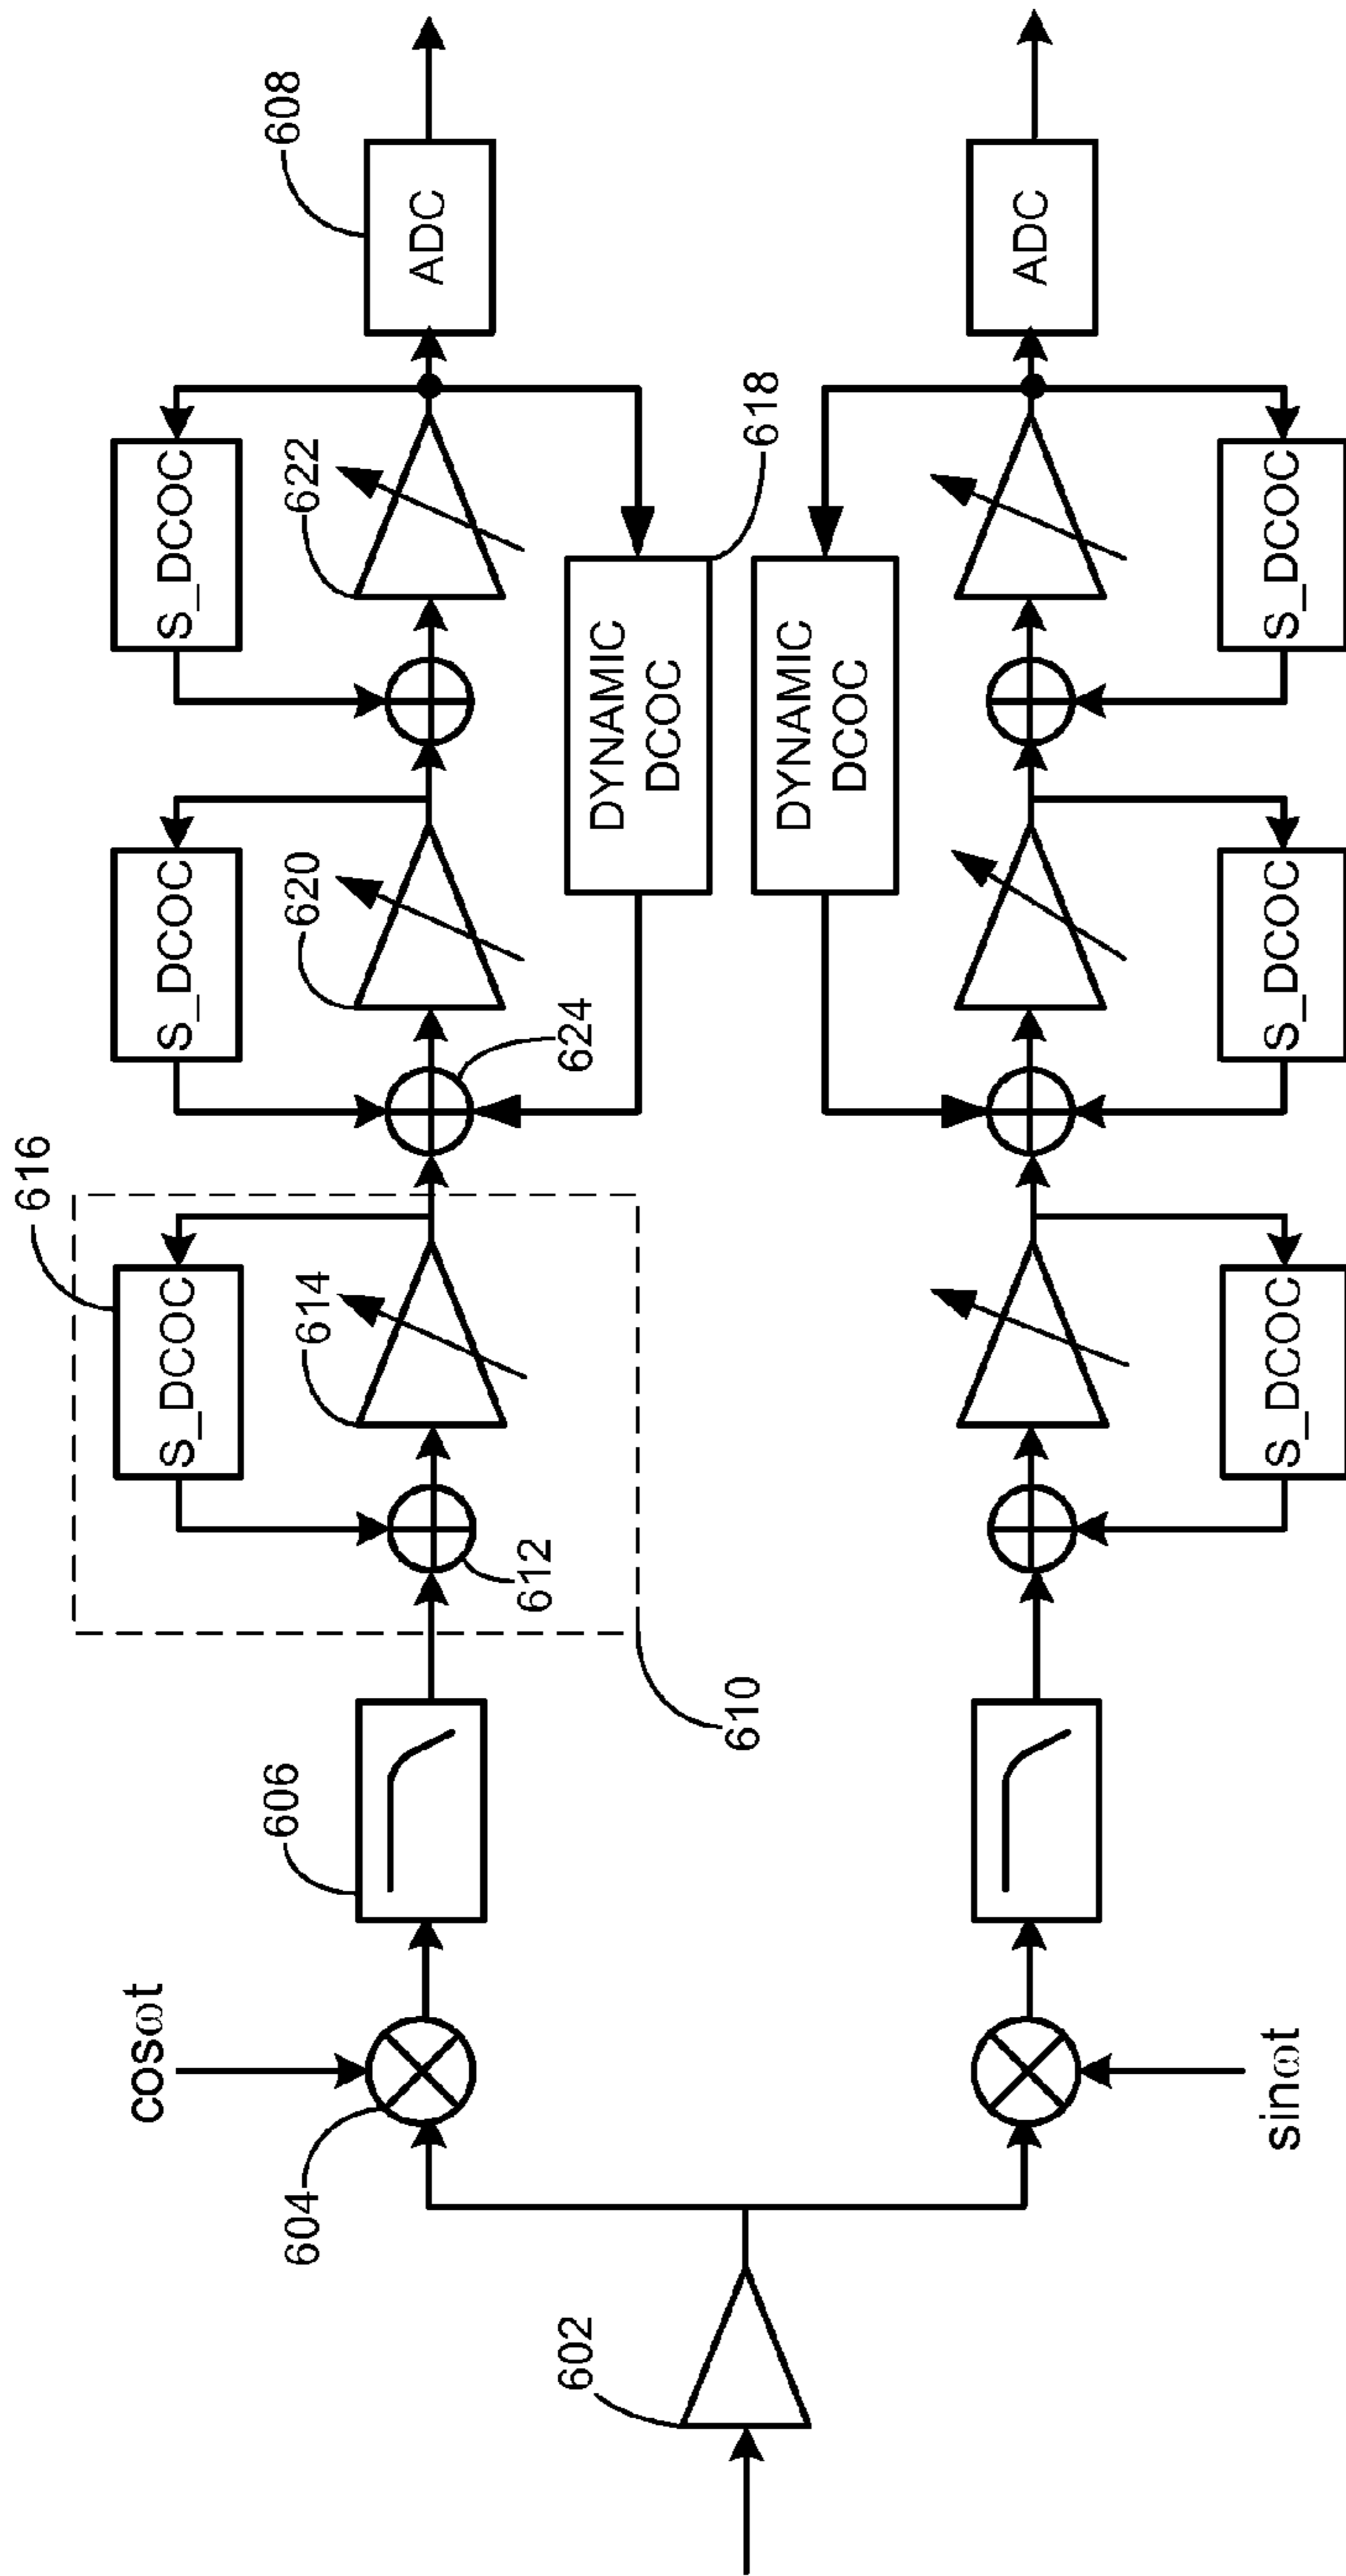 602
604
cosωt
sinωt
606
610
612
614
616
S_DCOC
624
620
S_DCOC
622
S_DCOC
DYNAMIC
DCOC
618
608
ADC
DYNAMIC
DCOC
S_DCOC
S_DCOC
S_DCOC
ADC